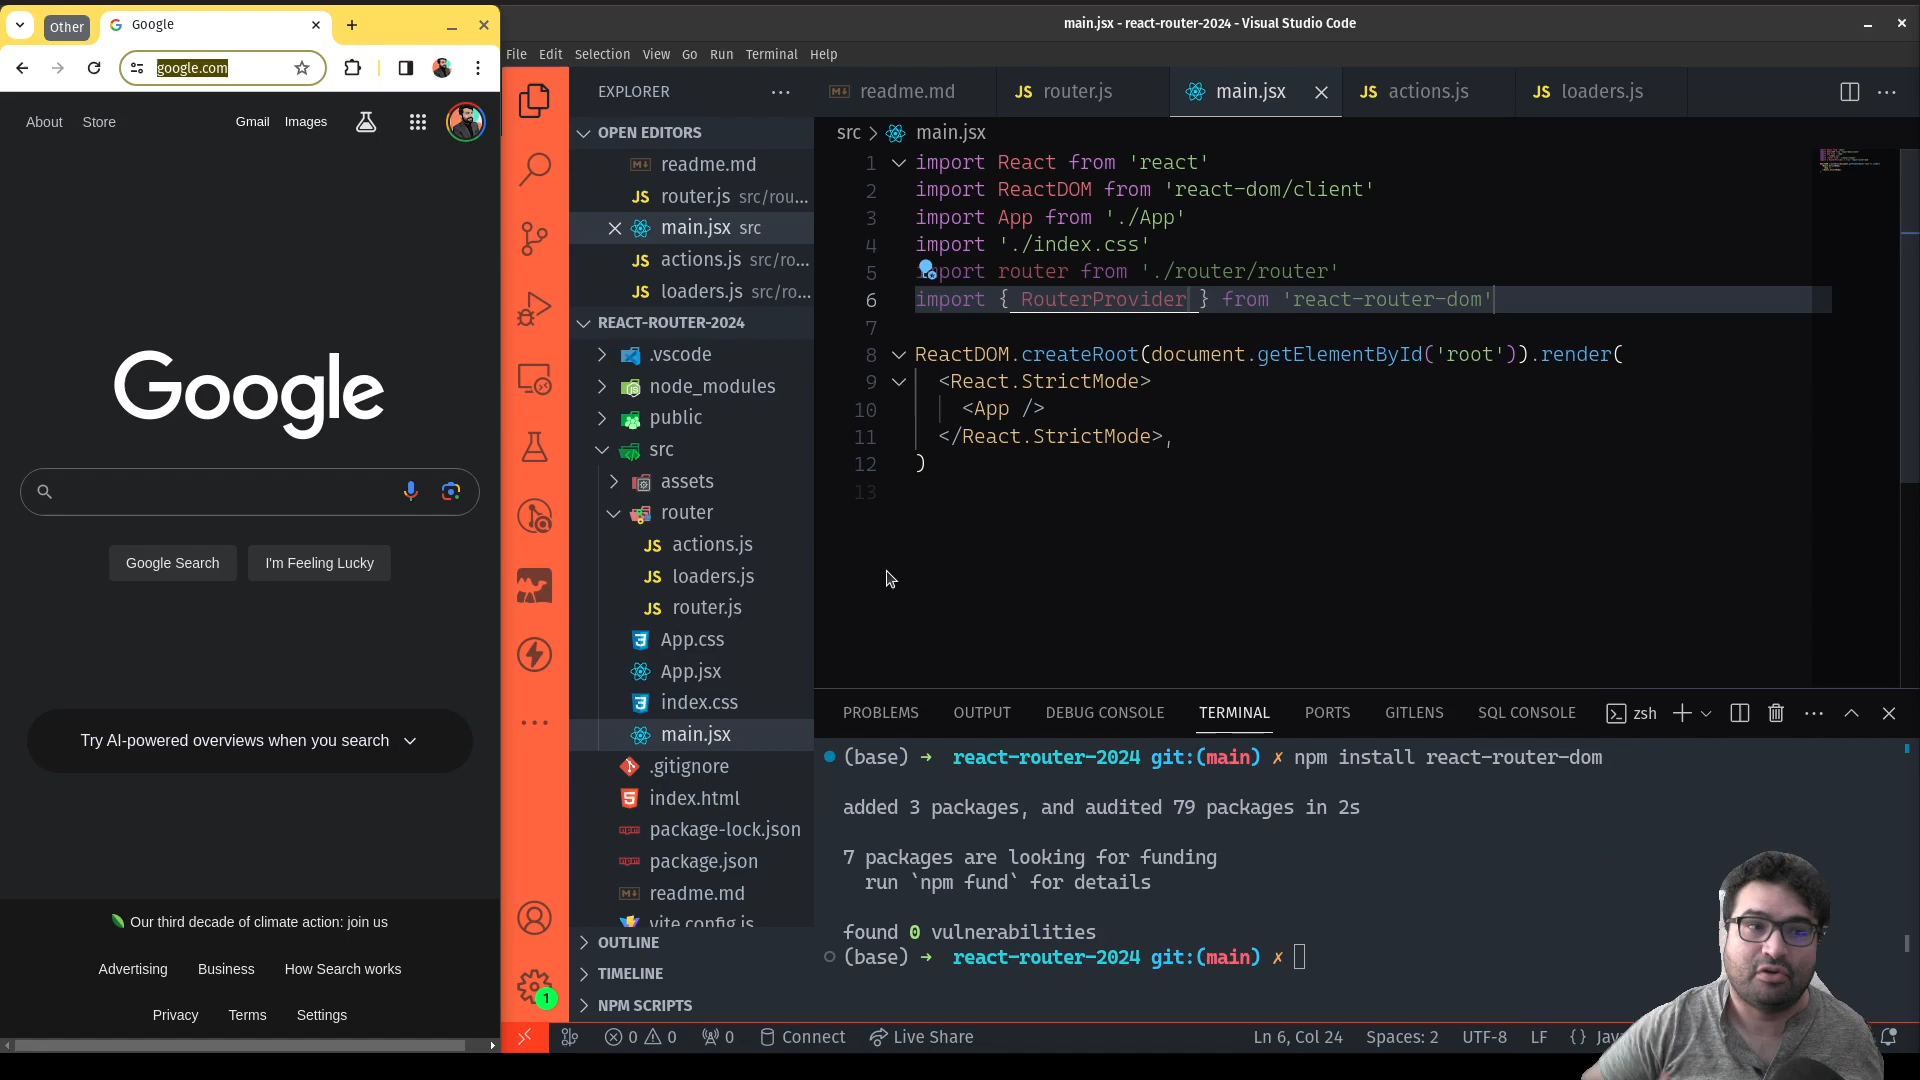 Other
Google
google.com
About
Store
Gmail
Images
Google
Google Search
I'm Feeling Lucky
Try AI-powered overviews when you search
Our third decade of climate action: join us
Advertising
Business
How Search works
Privacy
Terms
Settings
main.jsx - react-router-2024 - Visual Studio Code
File Edit Selection View Go Run Terminal Help
EXPLORER
OPEN EDITORS
readme.md
JS router.js src/rou...
main.jsx src
JS actions.js src/ro...
JS loaders.js src/ro...
REACT-ROUTER-2024
.vscode
node_modules
public
src
assets
router
JS actions.js
JS loaders.js
JS router.js
App.css
App.jsx
index.css
main.jsx
.gitignore
index.html
package-lock.json
package.json
readme.md
vite.config.js
OUTLINE
TIMELINE
NPM SCRIPTS
1
readme.md
JS router.js
main.jsx
JS actions.js
JS loaders.js
src > main.jsx
1 import React from 'react'
2 import ReactDOM from 'react-dom/client'
3 import App from './App'
4 import './index.css'
5 import router from './router/router'
6 import { RouterProvider } from 'react-router-dom'
7
8 ReactDOM.createRoot(document.getElementById('root')).render(
9 <React.StrictMode>
10 <App />
11 </React.StrictMode>,
12 )
13
PROBLEMS OUTPUT DEBUG CONSOLE TERMINAL PORTS GITLENS SQL CONSOLE zsh
(base) → react-router-2024 git:(main) ✗ npm install react-router-dom
added 3 packages, and audited 79 packages in 2s
7 packages are looking for funding
run `npm fund` for details
found 0 vulnerabilities
(base) → react-router-2024 git:(main) ✗
0 0 0 Connect Live Share Ln 6, Col 24 Spaces: 2 UTF-8 LF {}